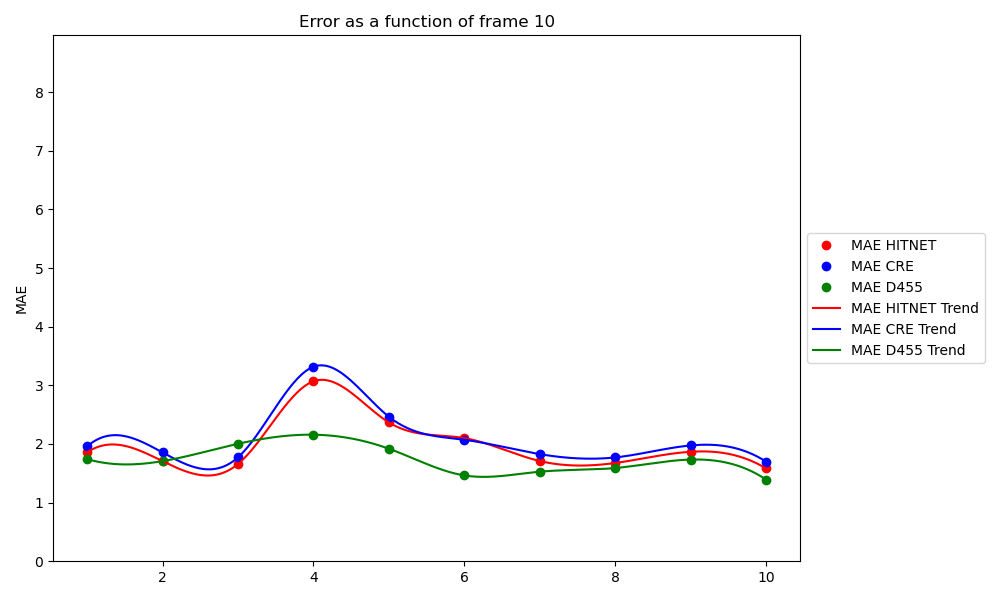 Error as a function of frame 10
MAE
8
7
6
5
4
3
2
1
0
2
4
6
8
10
MAE HITNET
MAE CRE
MAE D455
MAE HITNET Trend
MAE CRE Trend
MAE D455 Trend